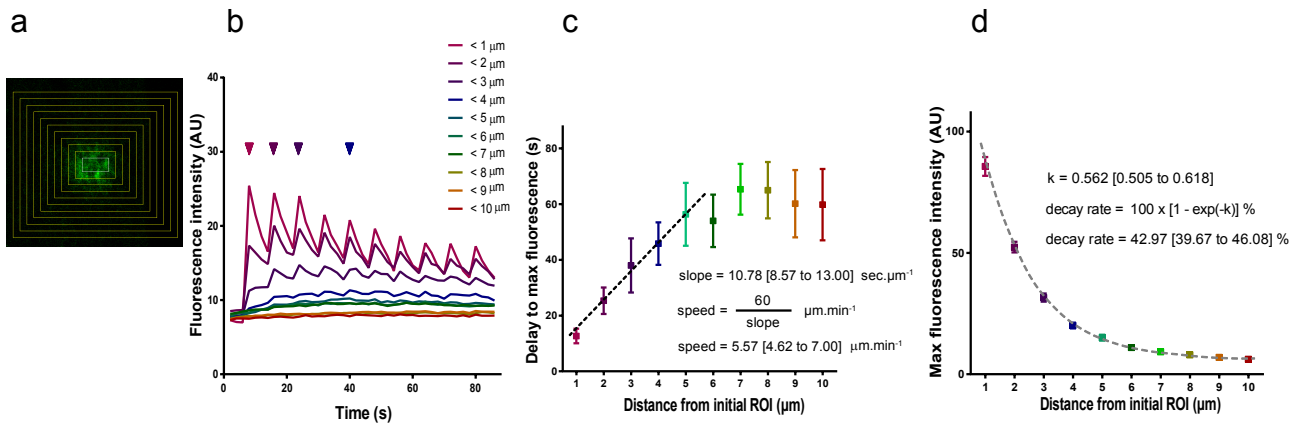 a
b
c
d
< 1 μm
< 2 μm
< 3 μm
< 4 μm
< 5 μm
< 6 μm
< 7 μm
< 8 μm
< 9 μm
< 10 μm
Fluorescence intensity (AU)
40
30
20
10
0
0 20 40 60 80
Time (s)
Delay to max fluorescence (s)
80
60
40
20
0
slope = 10.78 [8.57 to 13.00] sec.μm⁻¹
speed = 60 / slope μm.min⁻¹
speed = 5.57 [4.62 to 7.00] μm.min⁻¹
1 2 3 4 5 6 7 8 9 10
Distance from initial ROI (μm)
Max fluorescence intensity (AU)
100
50
0
k = 0.562 [0.505 to 0.618]
decay rate = 100 x [1 - exp(-k)] %
decay rate = 42.97 [39.67 to 46.08] %
1 2 3 4 5 6 7 8 9 10
Distance from initial ROI (μm)